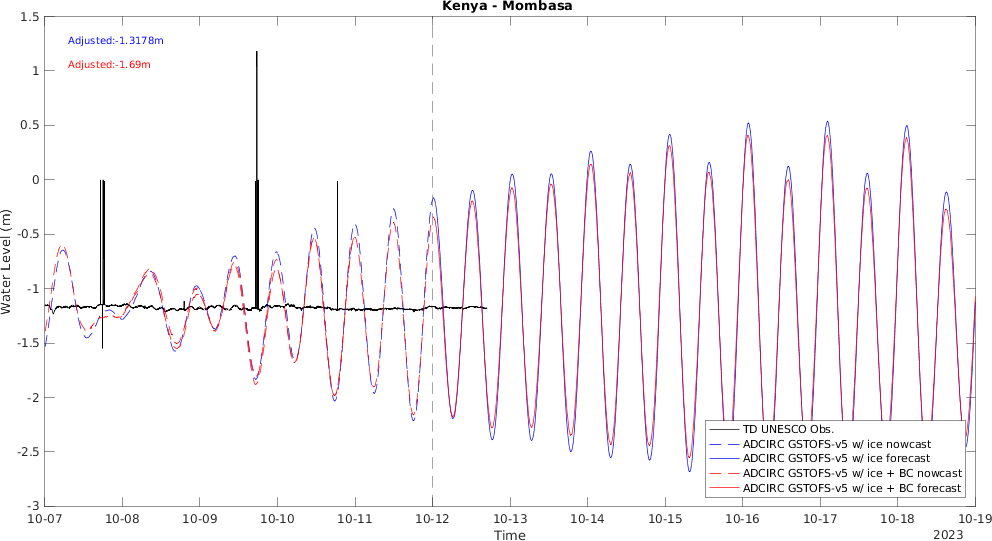 Kenya - Mombasa
Adjusted:-1.3178m
Adjusted:-1.69m
1.5
1
0.5
0
-0.5
-1
-1.5
-2
-2.5
-3
Water Level (m)
TD UNESCO Obs.
ADCIRC GSTOFS-v5 w/ ice nowcast
ADCIRC GSTOFS-v5 w/ ice forecast
ADCIRC GSTOFS-v5 w/ ice + BC nowcast
ADCIRC GSTOFS-v5 w/ ice + BC forecast
10-07 10-08 10-09 10-10 10-11 10-12 10-13 10-14 10-15 10-16 10-17 10-18 10-19
Time
2023